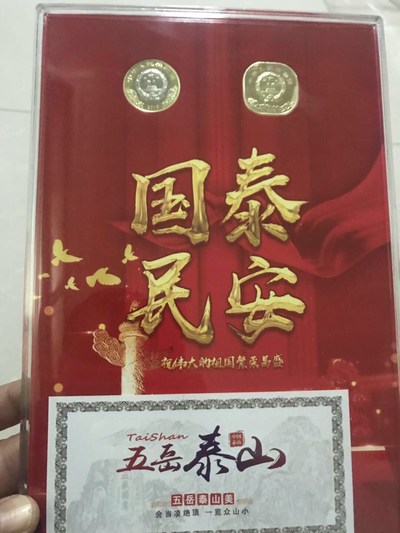 国泰
民安
祝伟大的祖国繁荣昌盛
TaiShan
五岳泰山
五岳泰山美
会当凌绝顶 一览众山小